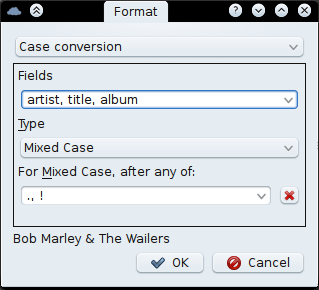 Format
Case conversion
Fields
artist, title, album
Type
Mixed Case
For Mixed Case, after any of:
., !
Bob Marley & The Wailers
OK Cancel